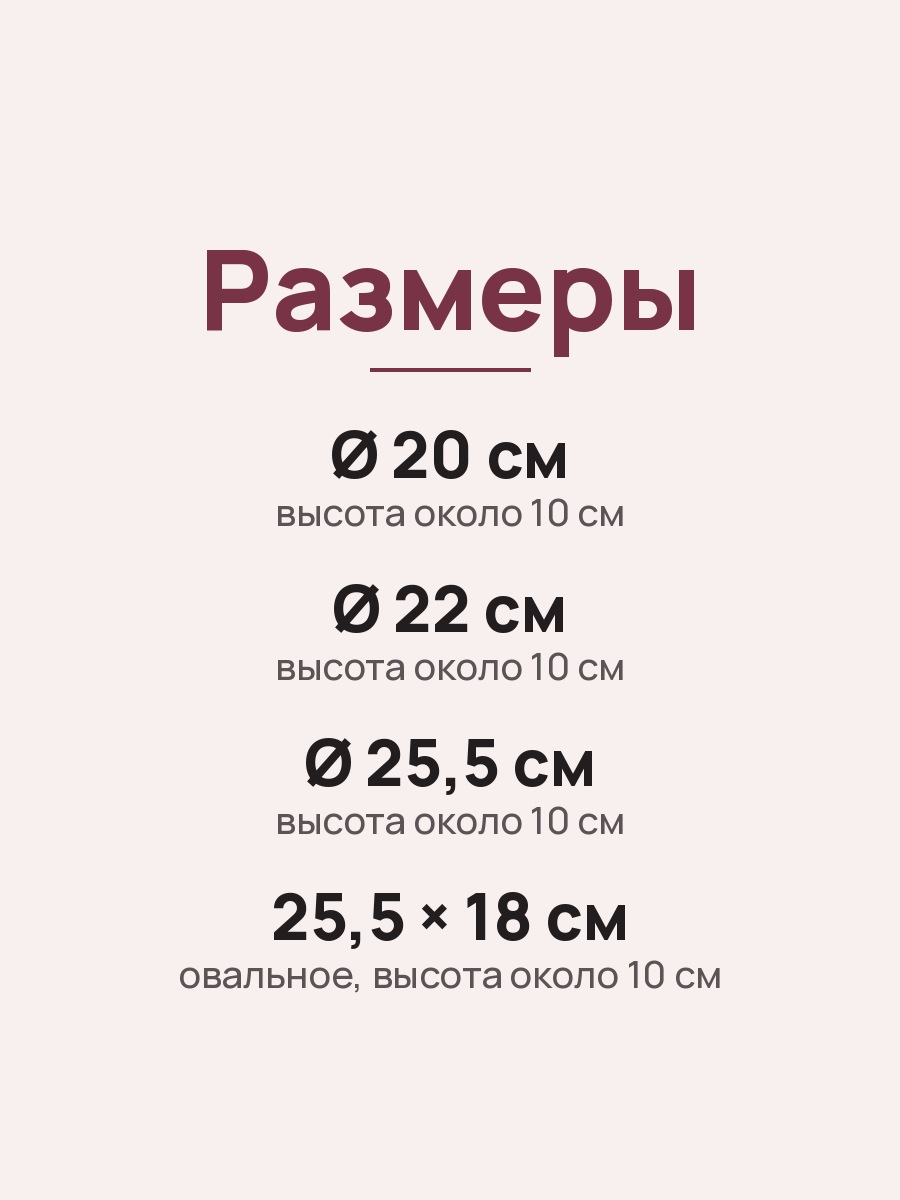 Размеры
Ø 20 см
высота около 10 см
Ø 22 см
высота около 10 см
Ø 25,5 см
высота около 10 см
25,5 × 18 см
овальное, высота около 10 см